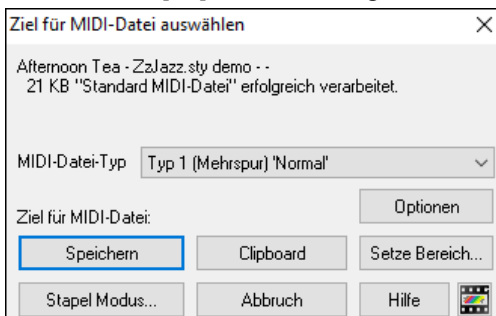 Ziel für MIDI-Datei auswählen
Afternoon Tea - ZzJazz.sty demo - -
21 KB "Standard MIDI-Datei" erfolgreich verarbeitet.
MIDI-Datei-Typ Typ 1 (Mehrspur) 'Normal'
Optionen
Ziel für MIDI-Datei:
Speichern Clipboard Setze Bereich...
Stapel Modus... Abbruch Hilfe